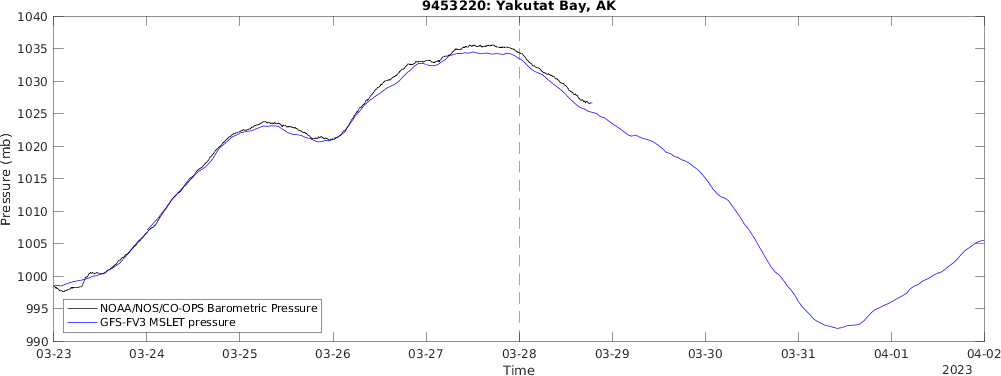 9453220: Yakutat Bay, AK
1040
1035
1030
1025
1020
1015
1010
1005
1000
995
990
Pressure (mb)
NOAA/NOS/CO-OPS Barometric Pressure
GFS-FV3 MSLET pressure
03-23 03-24 03-25 03-26 03-27 03-28 03-29 03-30 03-31 04-01 04-02
Time
2023